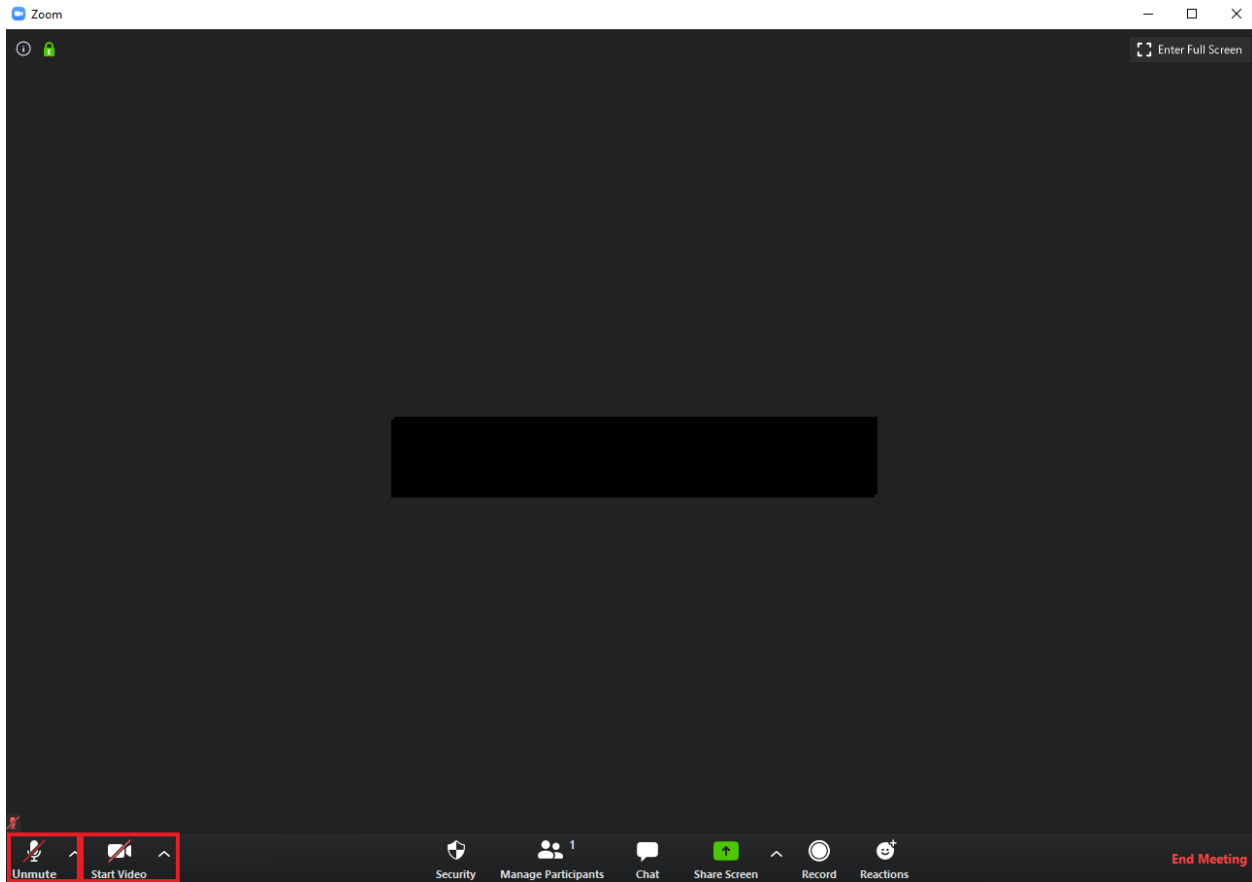 Zoom
Enter Full Screen
1
Unmute
Start Video
Security
Manage Participants
Chat
Share Screen
Record
Reactions
End Meeting